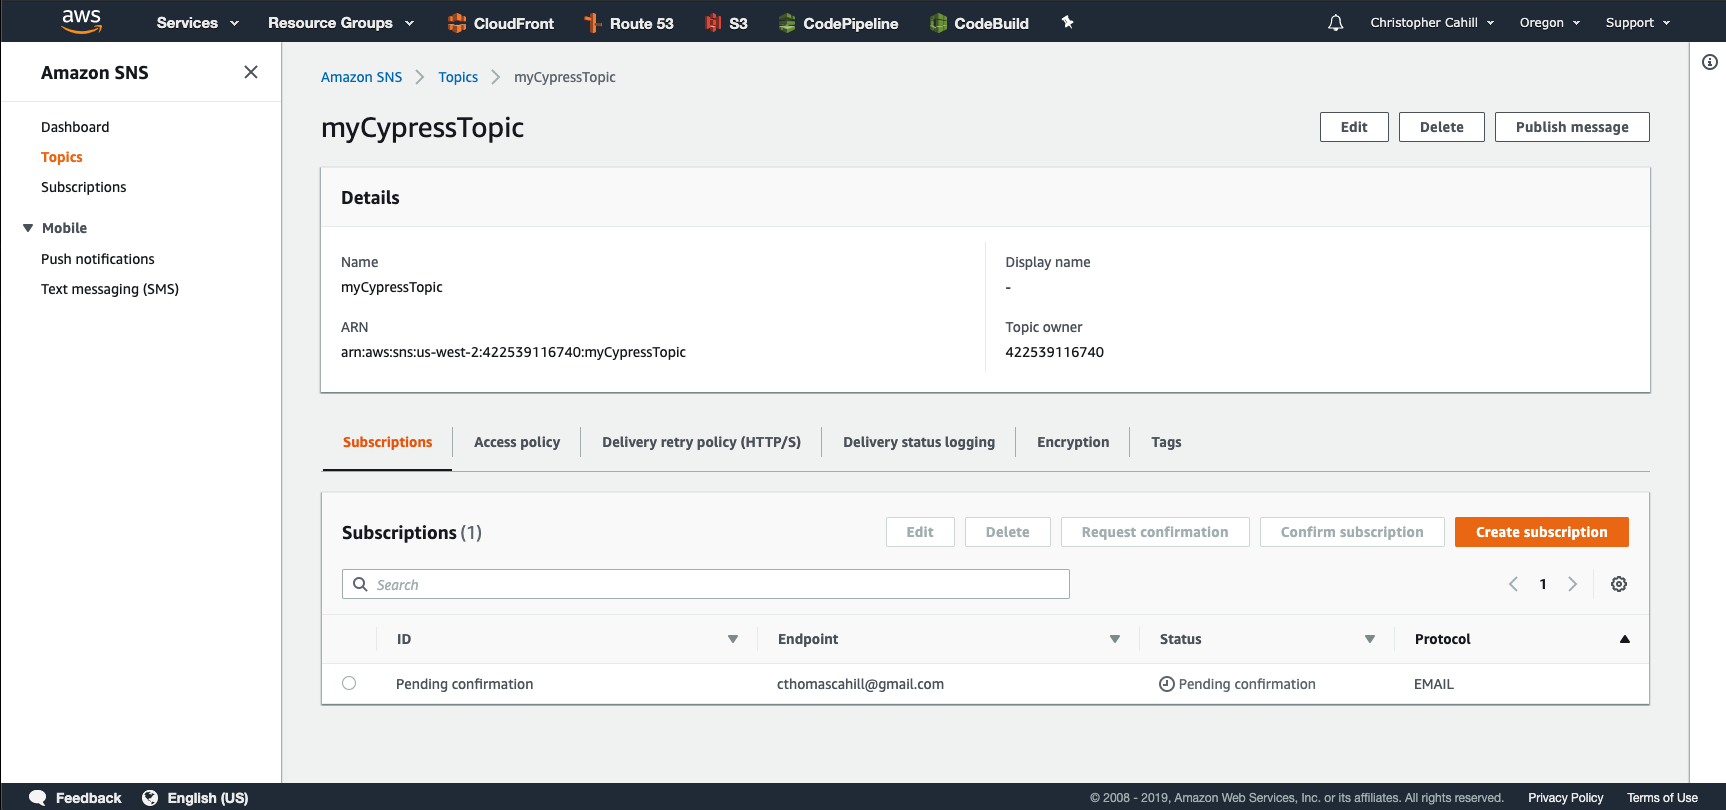 aws Services Resource Groups CloudFront Route 53 S3 CodePipeline CodeBuild Christopher Cahill Oregon Support
Amazon SNS
Dashboard
Topics
Subscriptions
Mobile
Push notifications
Text messaging (SMS)
Amazon SNS Topics myCypressTopic
myCypressTopic
Edit Delete Publish message
Details
Name
myCypressTopic
ARN
arn:aws:sns:us-west-2:422539116740:myCypressTopic
Display name
-
Topic owner
422539116740
Subscriptions Access policy Delivery retry policy (HTTP/S) Delivery status logging Encryption Tags
Subscriptions (1)
Edit Delete Request confirmation Confirm subscription Create subscription
Search
1
ID Endpoint Status Protocol
Pending confirmation cthomascahill@gmail.com Pending confirmation EMAIL
Feedback English (US) © 2008 - 2019, Amazon Web Services, Inc. or its affiliates. All rights reserved. Privacy Policy Terms of Use